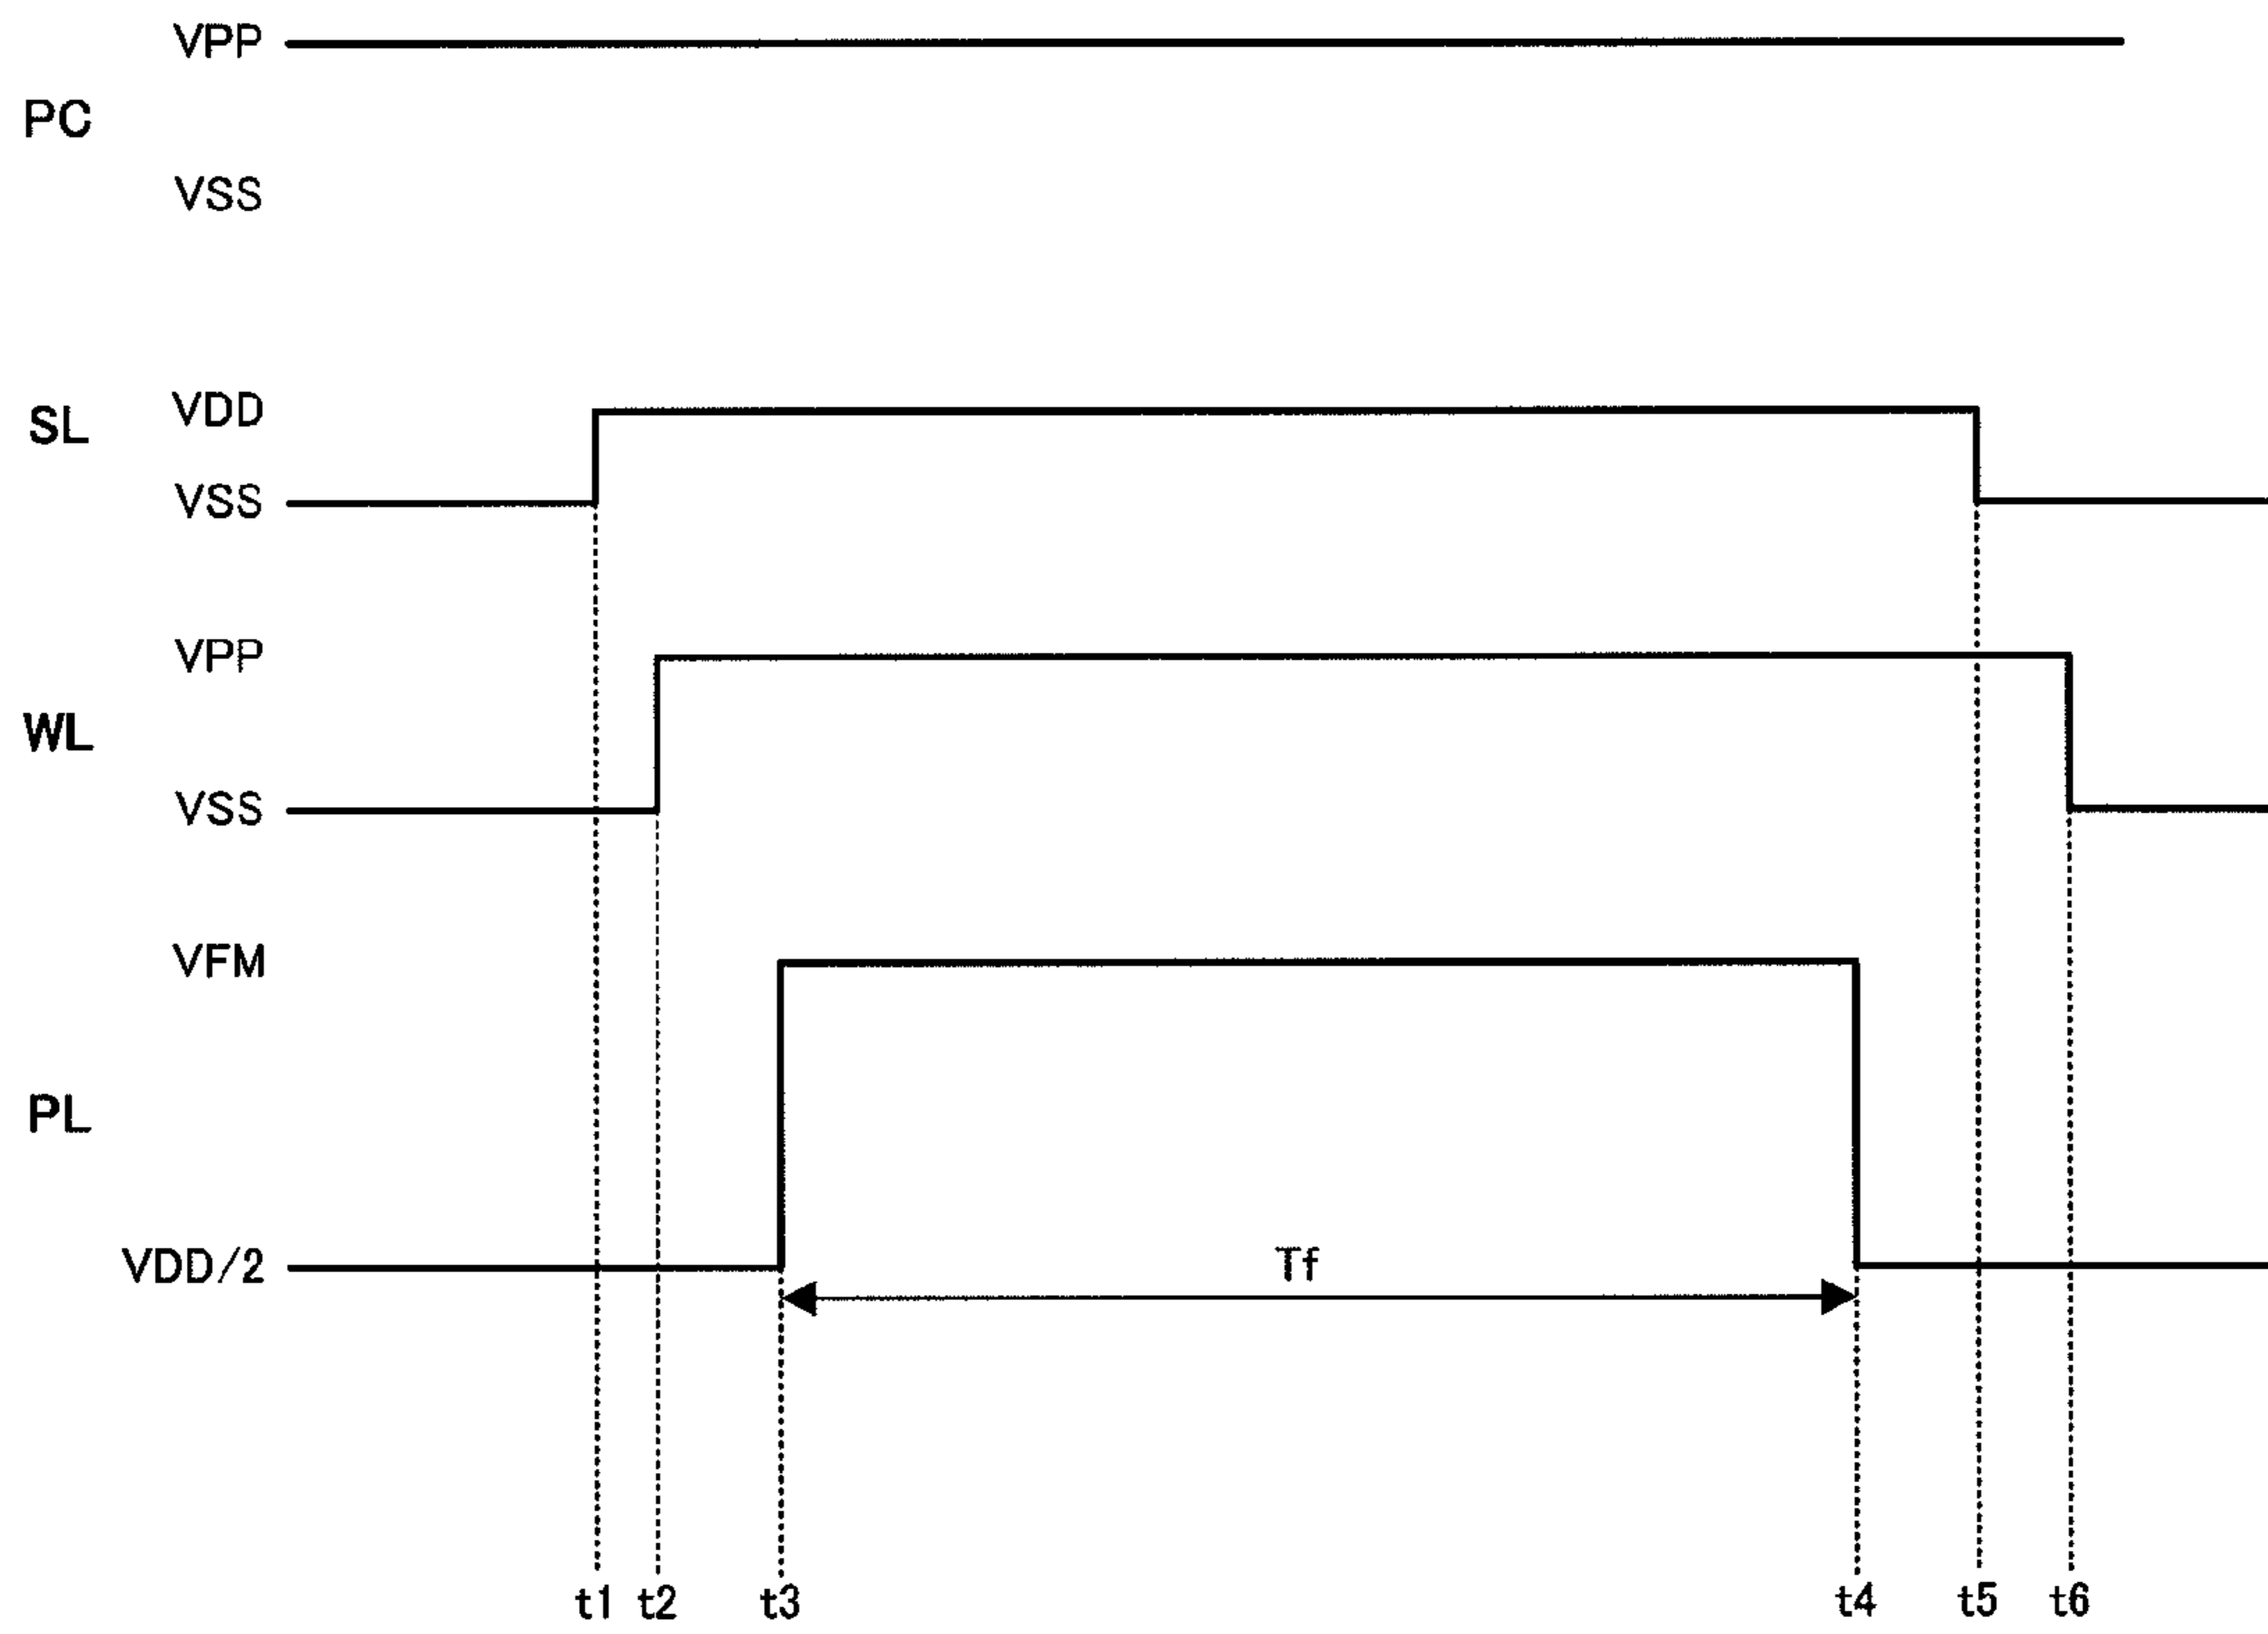 VPP
PC
VSS
VDD
SL
VSS
VPP
WL
VSS
VFM
PL
VDD/2
Tf
t1 t2 t3 t4 t5 t6